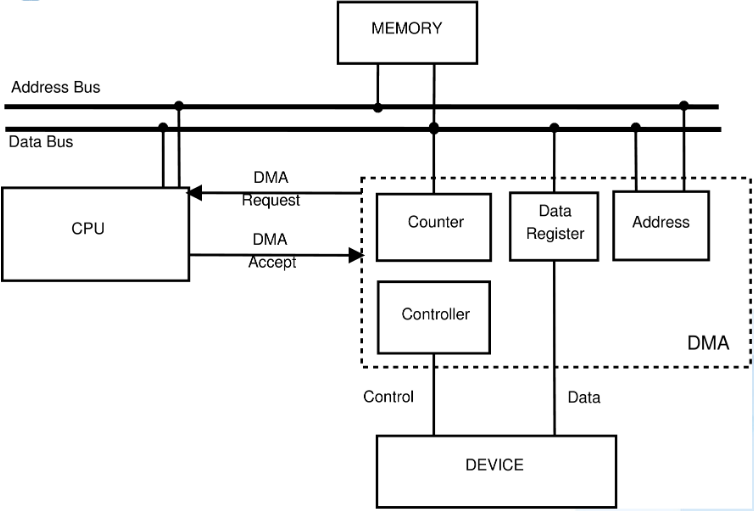 MEMORY
Address Bus
Data Bus
DMA
Request
CPU
DMA
Accept
Counter
Data
Register
Address
Controller
DMA
Control
Data
DEVICE